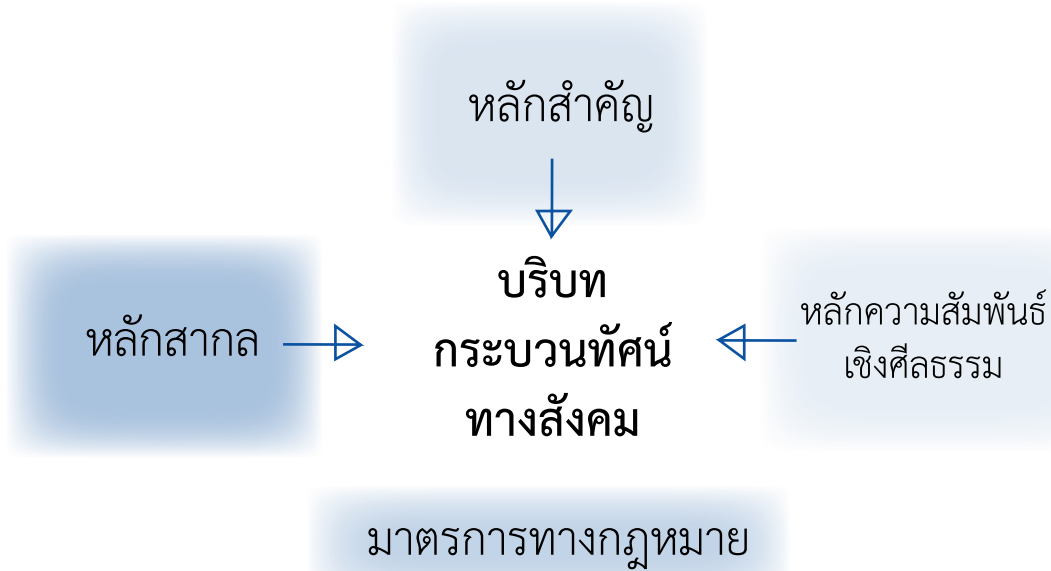 หลักสำคัญ
บริบท
กระบวนทัศน์
ทางสังคม
หลักสากล
หลักความสัมพันธ์
เชิงศีลธรรม
มาตรการทางกฎหมาย